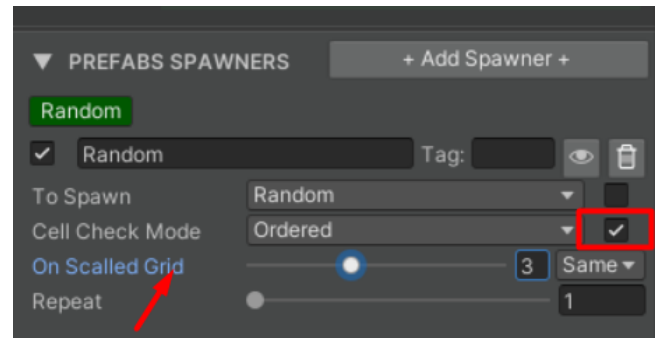 ▼ PREFABS SPAWNERS + Add Spawner +
Random
Random Tag:
To Spawn Random
Cell Check Mode Ordered
On Scalled Grid 3 Same
Repeat 1